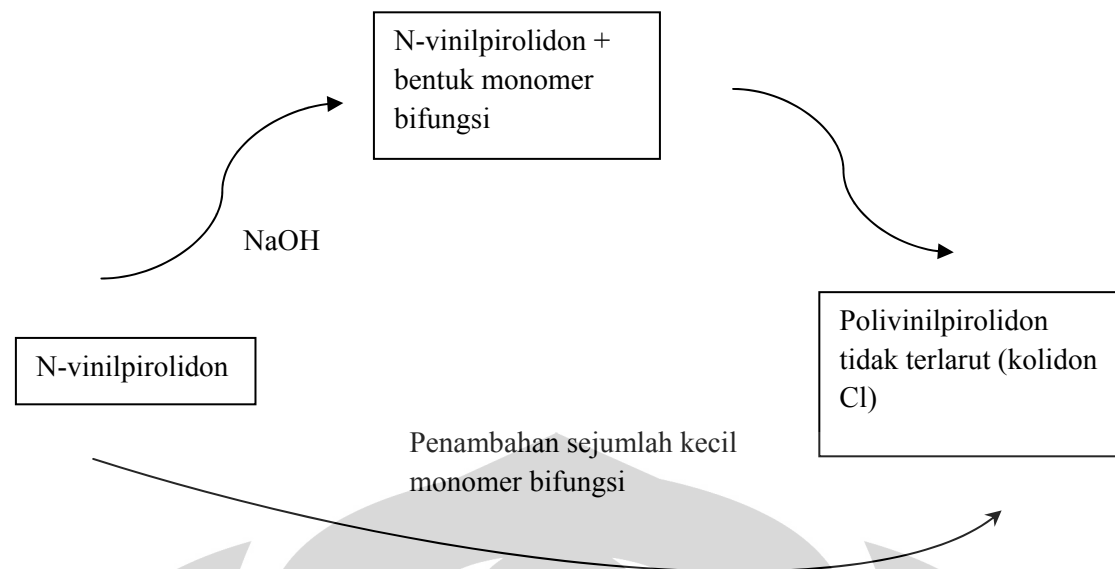 N-vinilpirolidon +
bentuk monomer
bifungsi
NaOH
N-vinilpirolidon
Polivinilpirolidon
tidak terlarut (kolidon
Cl)
Penambahan sejumlah kecil
monomer bifungsi